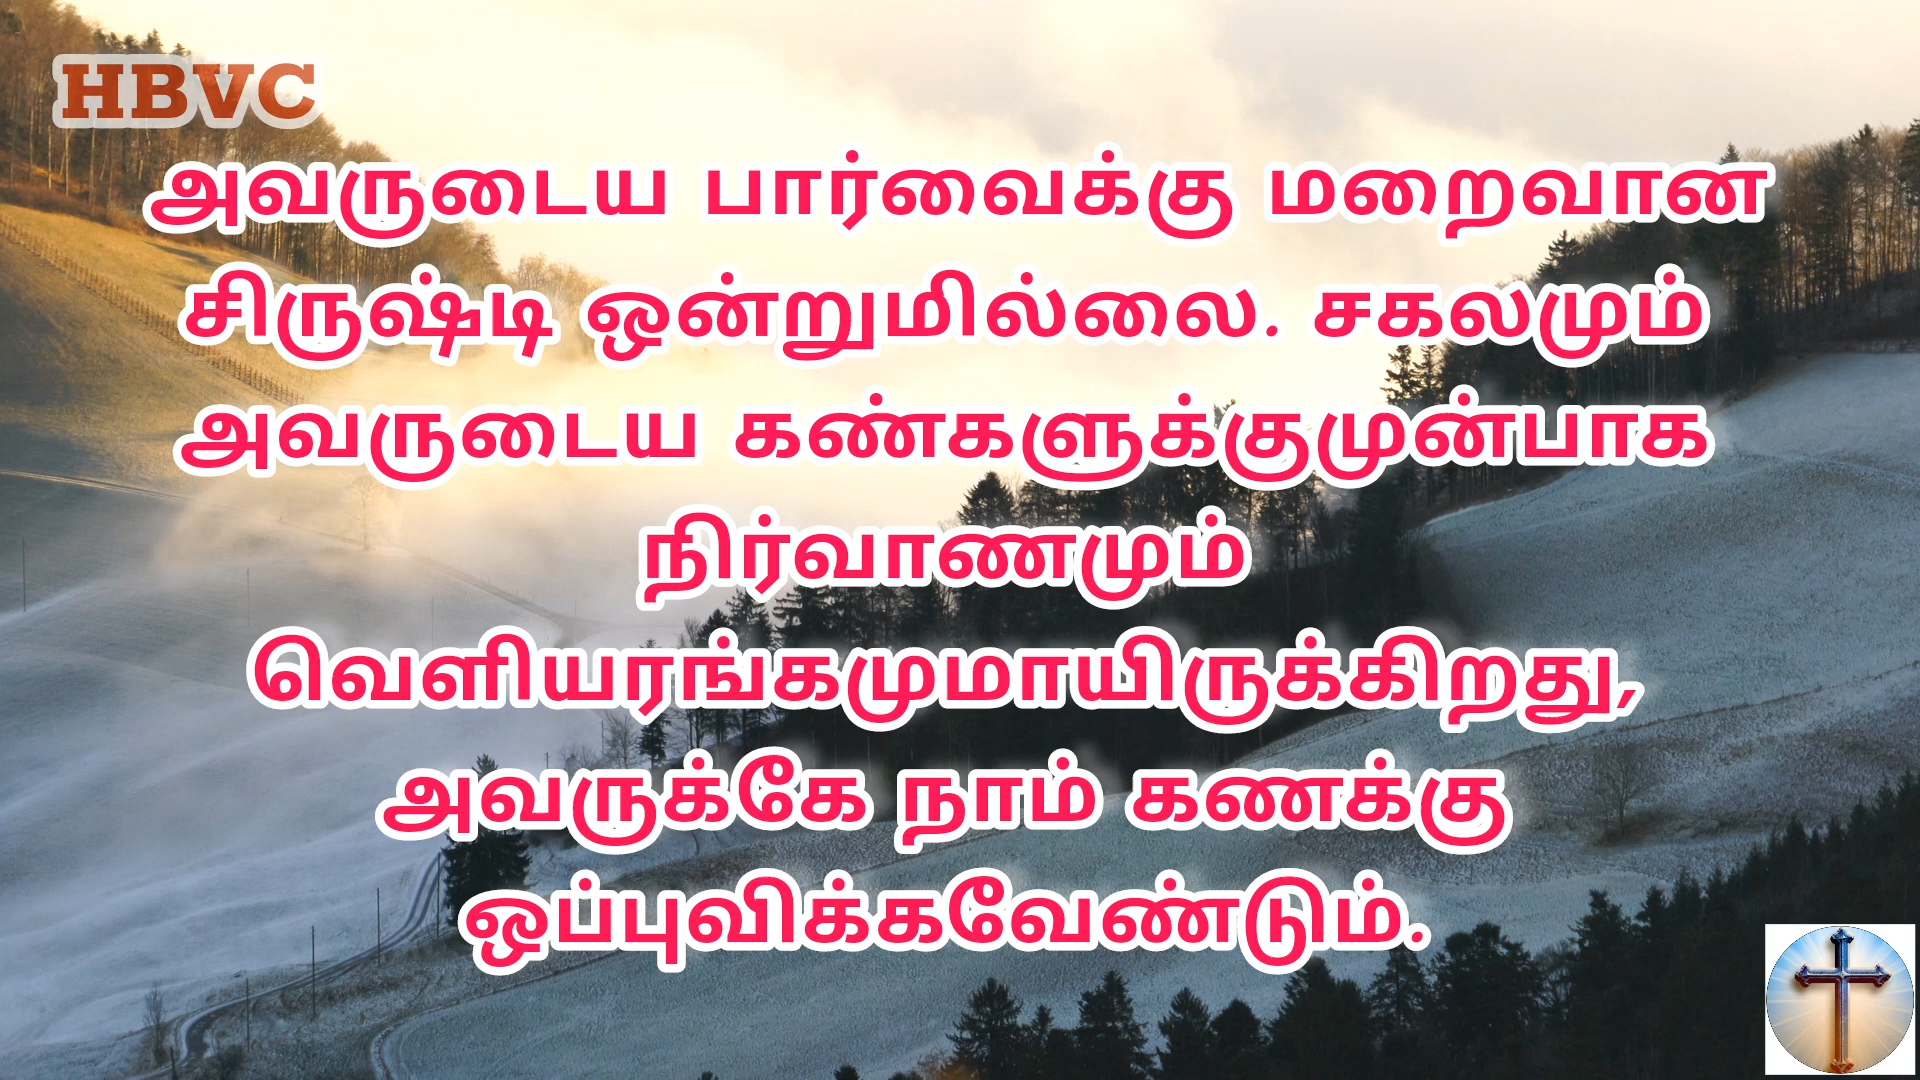 HBVC
அவருடைய பார்வைக்கு மறைவான
சிருஷ்டி ஒன்றுமில்லை. சகலமும்
அவருடைய கண்களுக்குமுன்பாக
நிர்வாணமும்
வெளியரங்கமுமாயிருக்கிறது,
அவருக்கே நாம் கணக்கு
ஒப்புவிக்கவேண்டும்.